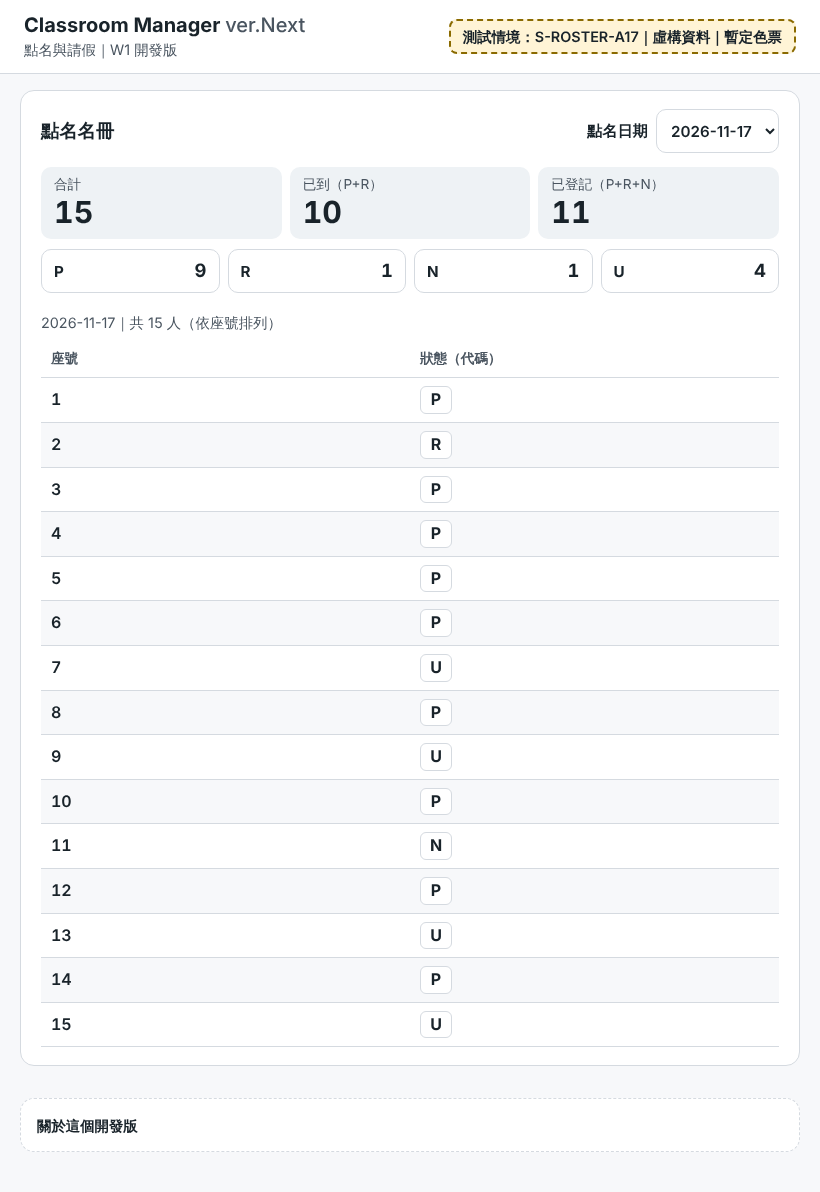 Classroom Manager ver.Next
點名與請假｜W1 開發版
測試情境：S-ROSTER-A17｜虛構資料｜暫定色票
點名名冊
點名日期 2026-11-17
合計
15
已到（P+R）
10
已登記（P+R+N）
11
P 9
R 1
N 1
U 4
2026-11-17｜共 15 人（依座號排列）
座號 狀態（代碼）
1 P
2 R
3 P
4 P
5 P
6 P
7 U
8 P
9 U
10 P
11 N
12 P
13 U
14 P
15 U
關於這個開發版